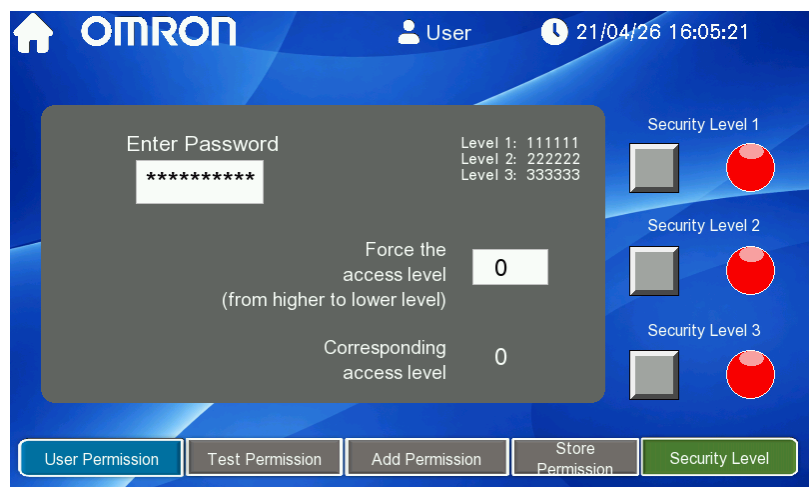 OMRON
User
21/04/26 16:05:21
Enter Password
**********
Level 1: 111111
Level 2: 222222
Level 3: 333333
Force the
access level
(from higher to lower level)
0
Corresponding
access level
0
Security Level 1
Security Level 2
Security Level 3
User Permission
Test Permission
Add Permission
Store
Permission
Security Level